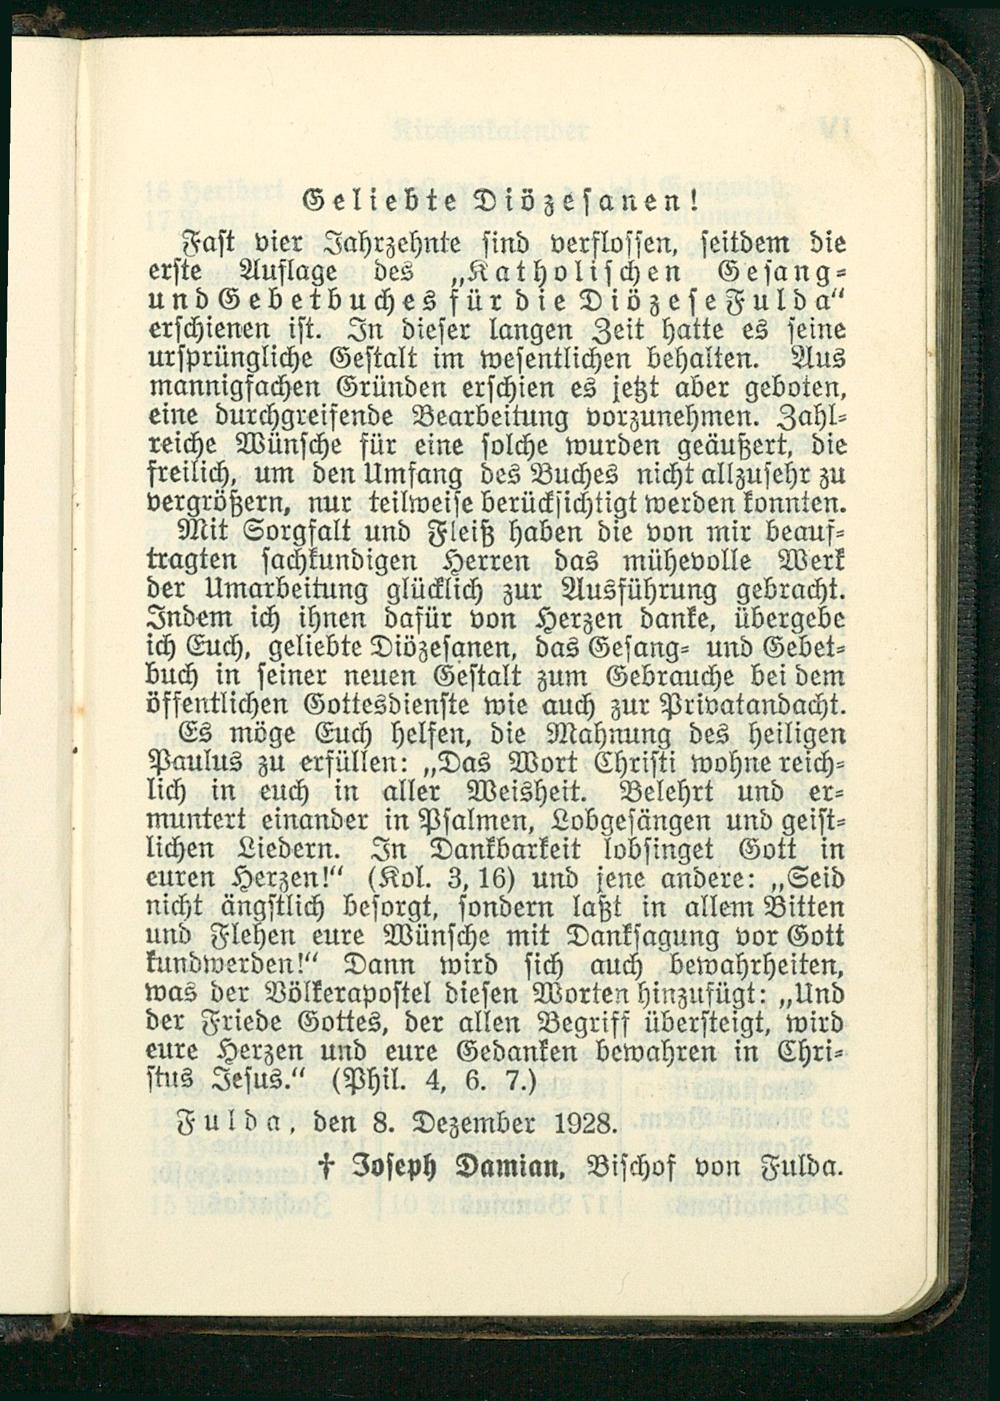 Geliebte Diözesanen!
Fast vier Jahrzehnte sind verflossen, seitdem die
erste Auflage des „Katholischen Gesang-
und Gebetbuches für die Diözese Fulda“
erschienen ist. In dieser langen Zeit hatte es seine
ursprüngliche Gestalt im wesentlichen behalten. Aus
mannigfachen Gründen erschien es jetzt aber geboten,
eine durchgreifende Bearbeitung vorzunehmen. Zahl-
reiche Wünsche für eine solche wurden geäußert, die
freilich, um den Umfang des Buches nicht allzusehr zu
vergrößern, nur teilweise berücksichtigt werden konnten.
Mit Sorgfalt und Fleiß haben die von mir beauf-
tragten sachkundigen Herren das mühevolle Werk
der Umarbeitung glücklich zur Ausführung gebracht.
Indem ich ihnen dafür von Herzen danke, übergebe
ich Euch, geliebte Diözesanen, das Gesang- und Gebet-
buch in seiner neuen Gestalt zum Gebrauche bei dem
öffentlichen Gottesdienste wie auch zur Privatandacht.
Es möge Euch helfen, die Mahnung des heiligen
Paulus zu erfüllen: „Das Wort Christi wohne reich-
lich in euch in aller Weisheit. Belehrt und er-
muntert einander in Psalmen, Lobgesängen und geist-
lichen Liedern. In Dankbarkeit lobsinget Gott in
euren Herzen!“ (Kol. 3, 16) und jene andere: „Seid
nicht ängstlich besorgt, sondern laßt in allem Bitten
und Flehen eure Wünsche mit Danksagung vor Gott
kundwerden!“ Dann wird sich auch bewahrheiten,
was der Völkerapostel diesen Worten hinzufügt: „Und
der Friede Gottes, der allen Begriff übersteigt, wird
eure Herzen und eure Gedanken bewahren in Chri-
stus Jesus.“ (Phil. 4, 6. 7.)
Fulda, den 8. Dezember 1928.
† Joseph Damian, Bischof von Fulda.